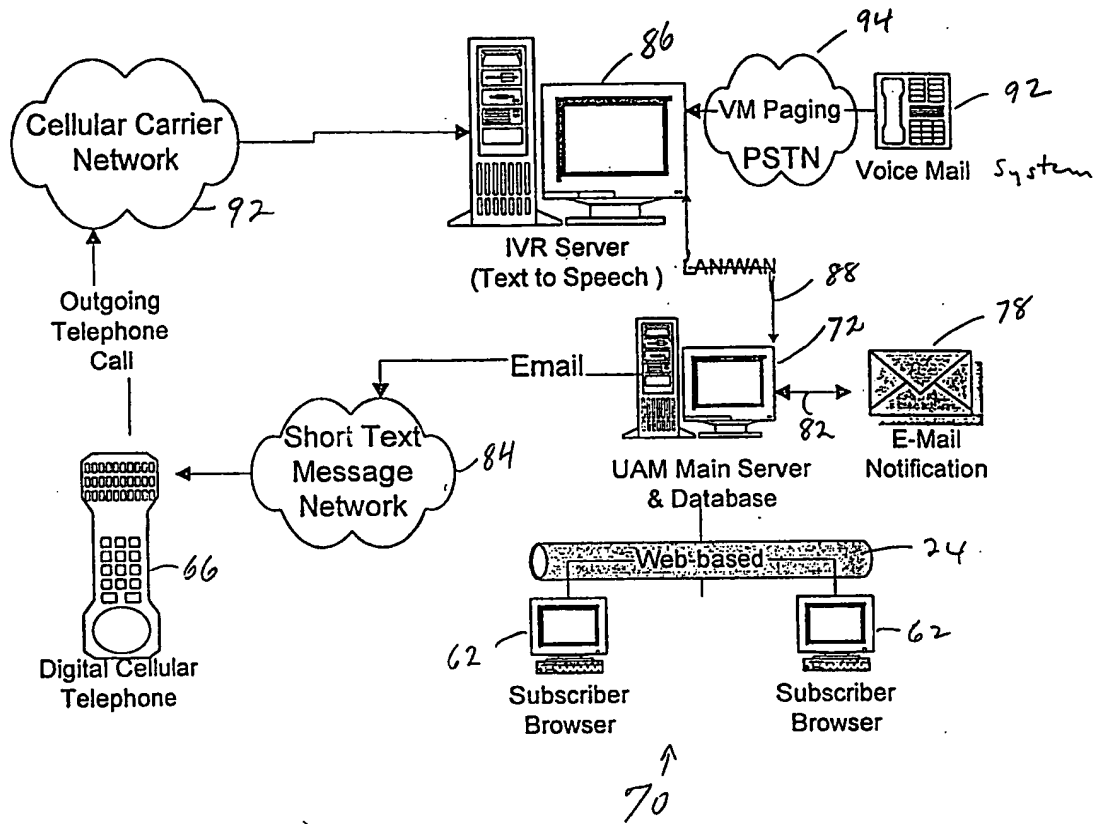 94
86
92
Cellular Carrier
Network
VM Paging
PSTN
Voice Mail System
92
IVR Server
(Text to Speech )
LAN/WAN
88
Outgoing
Telephone
Call
72
78
Email
82
E-Mail
Notification
Short Text
Message
Network
84
UAM Main Server
& Database
66
Web-based
24
62
62
Digital Cellular
Telephone
Subscriber
Browser
Subscriber
Browser
70